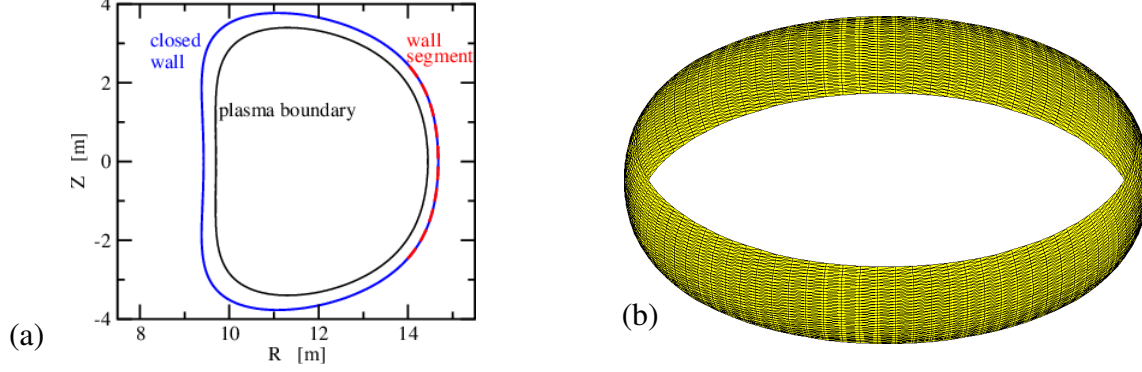 4
2
0
-2
-4
Z [m]
closed
wall
wall
segment
plasma boundary
8
10
12
14
R [m]
(a)
(b)